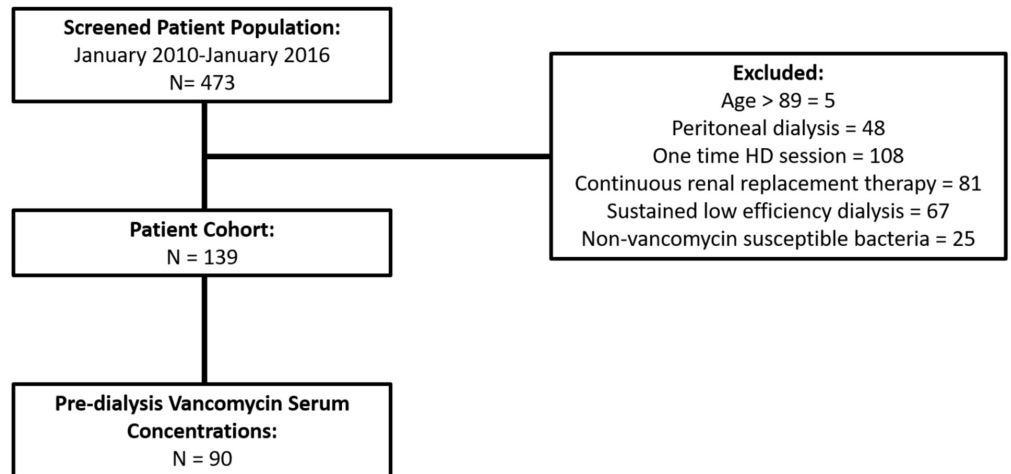 Screened Patient Population:
January 2010-January 2016
N= 473
Excluded:
Age > 89 = 5
Peritoneal dialysis = 48
One time HD session = 108
Continuous renal replacement therapy = 81
Sustained low efficiency dialysis = 67
Non-vancomycin susceptible bacteria = 25
Patient Cohort:
N = 139
Pre-dialysis Vancomycin Serum
Concentrations:
N = 90